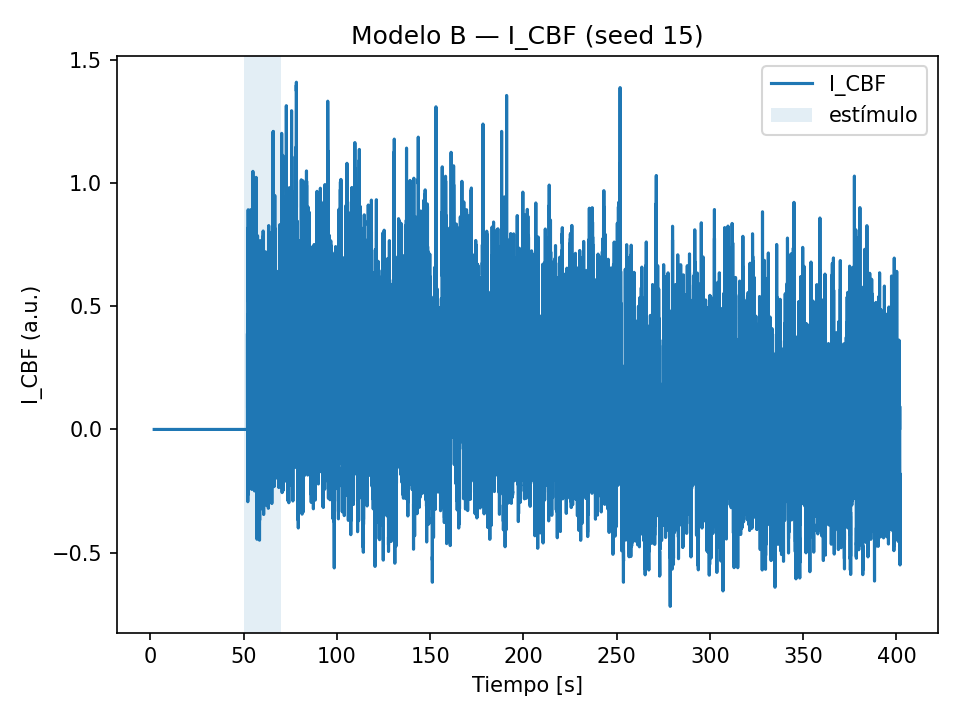 Modelo B — I_CBF (seed 15)
I_CBF (a.u.)
1.5
1.0
0.5
0.0
−0.5
I_CBF
estímulo
0 50 100 150 200 250 300 350 400
Tiempo [s]